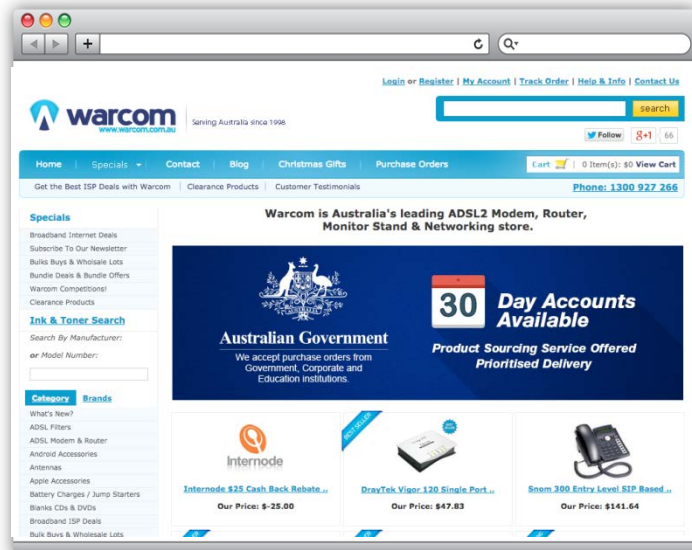 Login or Register | My Account | Track Order | Help & Info | Contact Us
warcom
www.warcom.com.au
Serving Australia since 1998
search
Follow
g+1 66
Home | Specials | Contact | Blog | Christmas Gifts | Purchase Orders
Cart | 0 Item(s): $0 View Cart
Get the Best ISP Deals with Warcom | Clearance Products | Customer Testimonials
Phone: 1300 927 266
Specials
Broadband Internet Deals
Subscribe To Our Newsletter
Bulks Buys & Wholsale Lots
Bundle Deals & Bundle Offers
Warcom Competitions!
Clearance Products
Ink & Toner Search
Search By Manufacturer:
or Model Number:
Category Brands
What's New?
ADSL Filters
ADSL Modem & Router
Android Accessories
Antennas
Apple Accessories
Battery Charges / Jump Starters
Blanks CDs & DVDs
Broadband ISP Deals
Bulk Buys & Wholesale Lots
Warcom is Australia's leading ADSL2 Modem, Router,
Monitor Stand & Networking store.
Australian Government
We accept purchase orders from
Government, Corporate and
Education institutions.
30
Day Accounts
Available
Product Sourcing Service Offered
Prioritised Delivery
Internode
Internode $25 Cash Back Rebate ..
Our Price: $-25.00
BEST SELLER
DrayTek Vigor 120 Single Port ..
Our Price: $47.83
Snom 300 Entry Level SIP Based ..
Our Price: $141.64